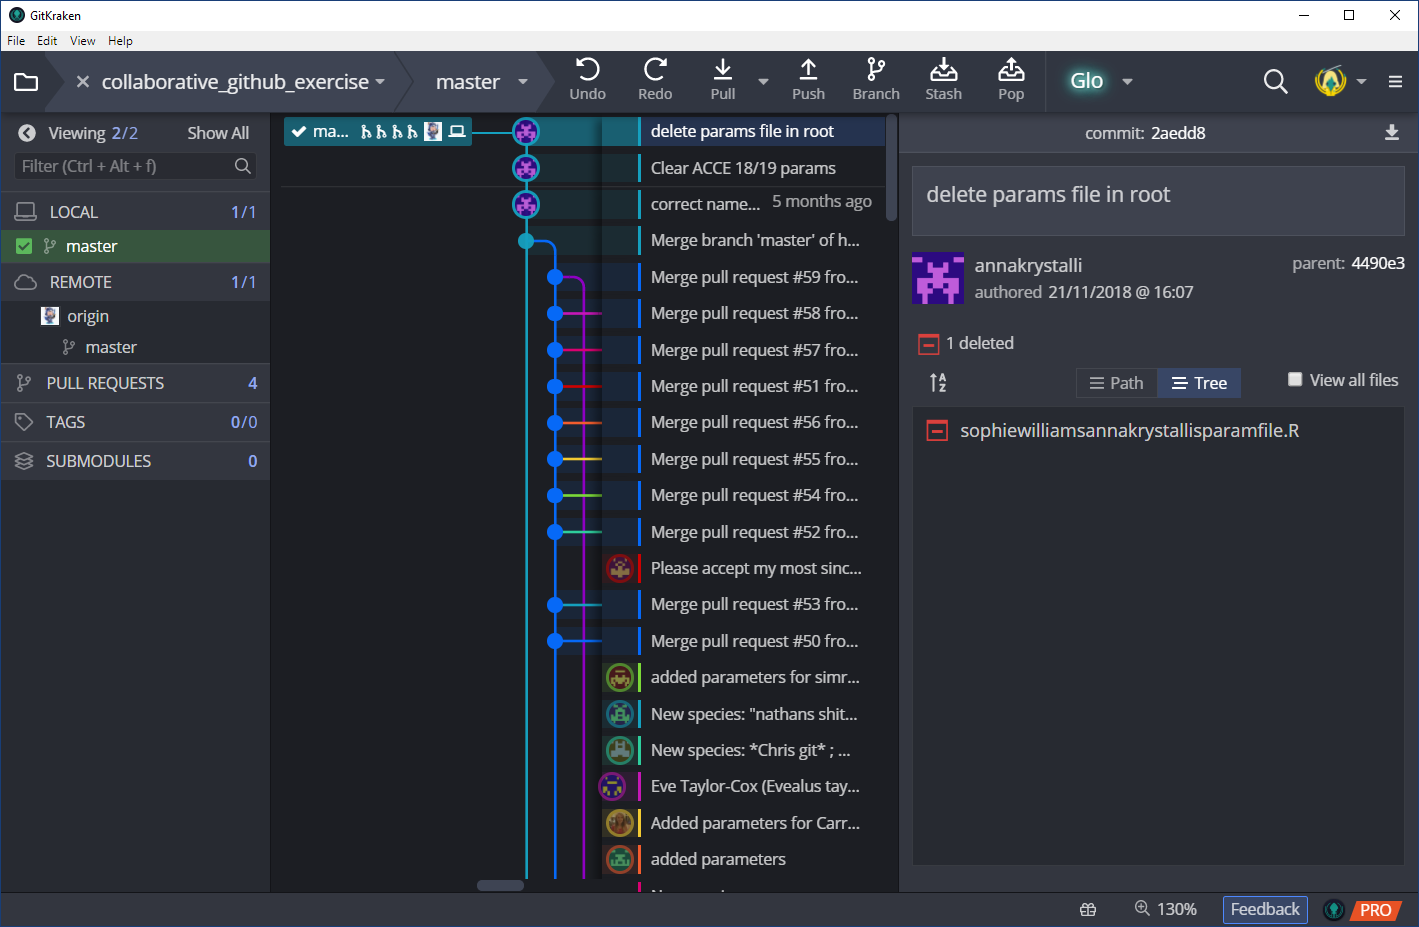 GitKraken
File Edit View Help
collaborative_github_exercise
master
Undo
Redo
Pull
Push
Branch
Stash
Pop
Glo
Viewing 2/2 Show All
Filter (Ctrl + Alt + f)
LOCAL 1/1
master
REMOTE 1/1
origin
master
PULL REQUESTS 4
TAGS 0/0
SUBMODULES 0
ma... delete params file in root
Clear ACCE 18/19 params
correct name... 5 months ago
Merge branch 'master' of h...
Merge pull request #59 fro...
Merge pull request #58 fro...
Merge pull request #57 fro...
Merge pull request #51 fro...
Merge pull request #56 fro...
Merge pull request #55 fro...
Merge pull request #54 fro...
Merge pull request #52 fro...
Please accept my most sinc...
Merge pull request #53 fro...
Merge pull request #50 fro...
added parameters for simr...
New species: "nathans shit...
New species: *Chris git* ; ...
Eve Taylor-Cox (Evealus tay...
Added parameters for Carr...
added parameters
commit: 2aedd8
delete params file in root
annakrystalli
parent: 4490e3
authored 21/11/2018 @ 16:07
1 deleted
A
Z
Path
Tree
View all files
sophiewilliamsannakrystallisparamfile.R
130%
Feedback
PRO